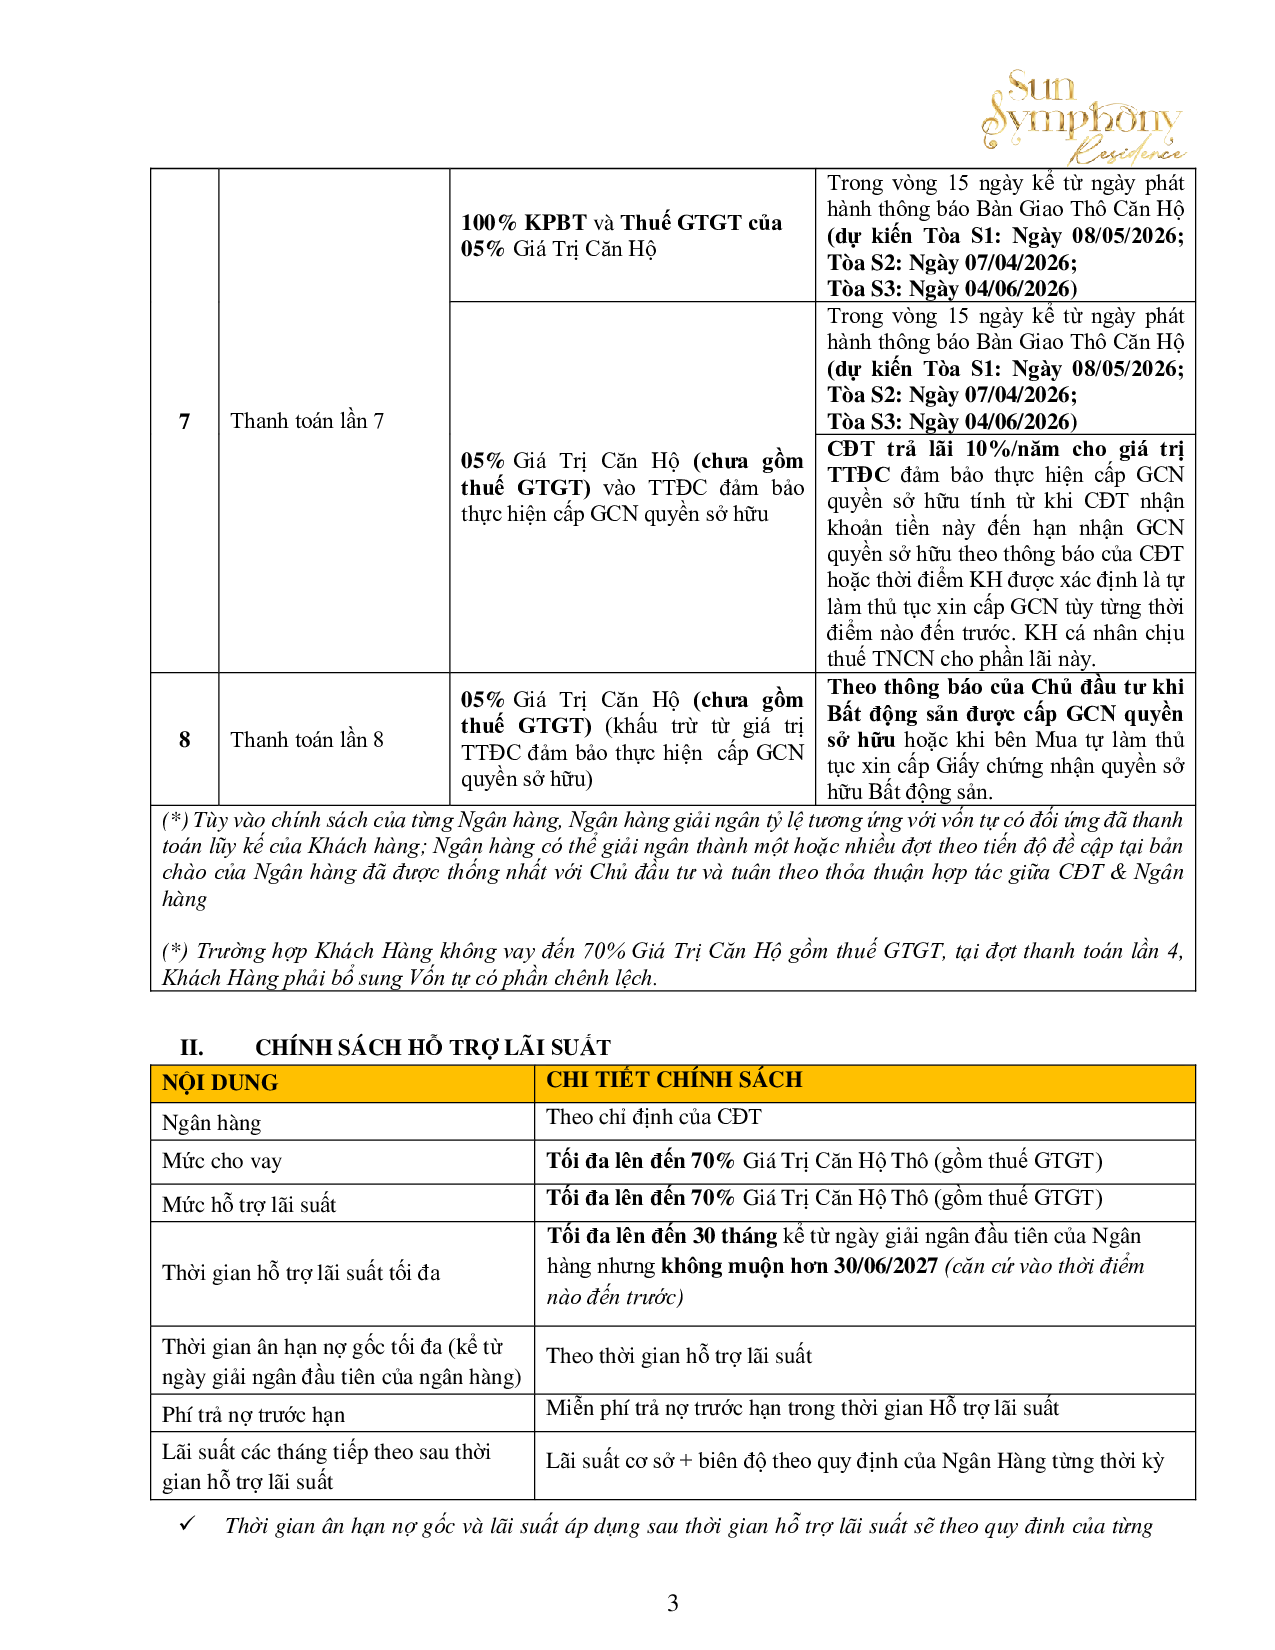 Sun
Symphony
Residence
100% KPBT và Thuế GTGT của
05% Giá Trị Căn Hộ
Trong vòng 15 ngày kể từ ngày phát
hành thông báo Bàn Giao Thô Căn Hộ
(dự kiến Tòa S1: Ngày 08/05/2026;
Tòa S2: Ngày 07/04/2026;
Tòa S3: Ngày 04/06/2026)
7
Thanh toán lần 7
05% Giá Trị Căn Hộ (chưa gồm
thuế GTGT) vào TTĐC đảm bảo
thực hiện cấp GCN quyền sở hữu
Trong vòng 15 ngày kể từ ngày phát
hành thông báo Bàn Giao Thô Căn Hộ
(dự kiến Tòa S1: Ngày 08/05/2026;
Tòa S2: Ngày 07/04/2026;
Tòa S3: Ngày 04/06/2026)
CĐT trả lãi 10%/năm cho giá trị
TTĐC đảm bảo thực hiện cấp GCN
quyền sở hữu tính từ khi CĐT nhận
khoản tiền này đến hạn nhận GCN
quyền sở hữu theo thông báo của CĐT
hoặc thời điểm KH được xác định là tự
làm thủ tục xin cấp GCN tùy từng thời
điểm nào đến trước. KH cá nhân chịu
thuế TNCN cho phần lãi này.
8
Thanh toán lần 8
05% Giá Trị Căn Hộ (chưa gồm
thuế GTGT) (khấu trừ từ giá trị
TTĐC đảm bảo thực hiện cấp GCN
quyền sở hữu)
Theo thông báo của Chủ đầu tư khi
Bất động sản được cấp GCN quyền
sở hữu hoặc khi bên Mua tự làm thủ
tục xin cấp Giấy chứng nhận quyền sở
hữu Bất động sản.
(*) Tùy vào chính sách của từng Ngân hàng, Ngân hàng giải ngân tỷ lệ tương ứng với vốn tự có đối ứng đã thanh
toán lũy kế của Khách hàng; Ngân hàng có thể giải ngân thành một hoặc nhiều đợt theo tiến độ đề cập tại bản
chào của Ngân hàng đã được thống nhất với Chủ đầu tư và tuân theo thỏa thuận hợp tác giữa CĐT & Ngân
hàng
(*) Trường hợp Khách Hàng không vay đến 70% Giá Trị Căn Hộ gồm thuế GTGT, tại đợt thanh toán lần 4,
Khách Hàng phải bổ sung Vốn tự có phần chênh lệch.
II. CHÍNH SÁCH HỖ TRỢ LÃI SUẤT
NỘI DUNG
CHI TIẾT CHÍNH SÁCH
Ngân hàng
Theo chỉ định của CĐT
Mức cho vay
Tối đa lên đến 70% Giá Trị Căn Hộ Thô (gồm thuế GTGT)
Mức hỗ trợ lãi suất
Tối đa lên đến 70% Giá Trị Căn Hộ Thô (gồm thuế GTGT)
Thời gian hỗ trợ lãi suất tối đa
Tối đa lên đến 30 tháng kể từ ngày giải ngân đầu tiên của Ngân
hàng nhưng không muộn hơn 30/06/2027 (căn cứ vào thời điểm
nào đến trước)
Thời gian ân hạn nợ gốc tối đa (kể từ
ngày giải ngân đầu tiên của ngân hàng)
Theo thời gian hỗ trợ lãi suất
Phí trả nợ trước hạn
Miễn phí trả nợ trước hạn trong thời gian Hỗ trợ lãi suất
Lãi suất các tháng tiếp theo sau thời
gian hỗ trợ lãi suất
Lãi suất cơ sở + biên độ theo quy định của Ngân Hàng từng thời kỳ
✓ Thời gian ân hạn nợ gốc và lãi suất áp dụng sau thời gian hỗ trợ lãi suất sẽ theo quy đinh của từng
3